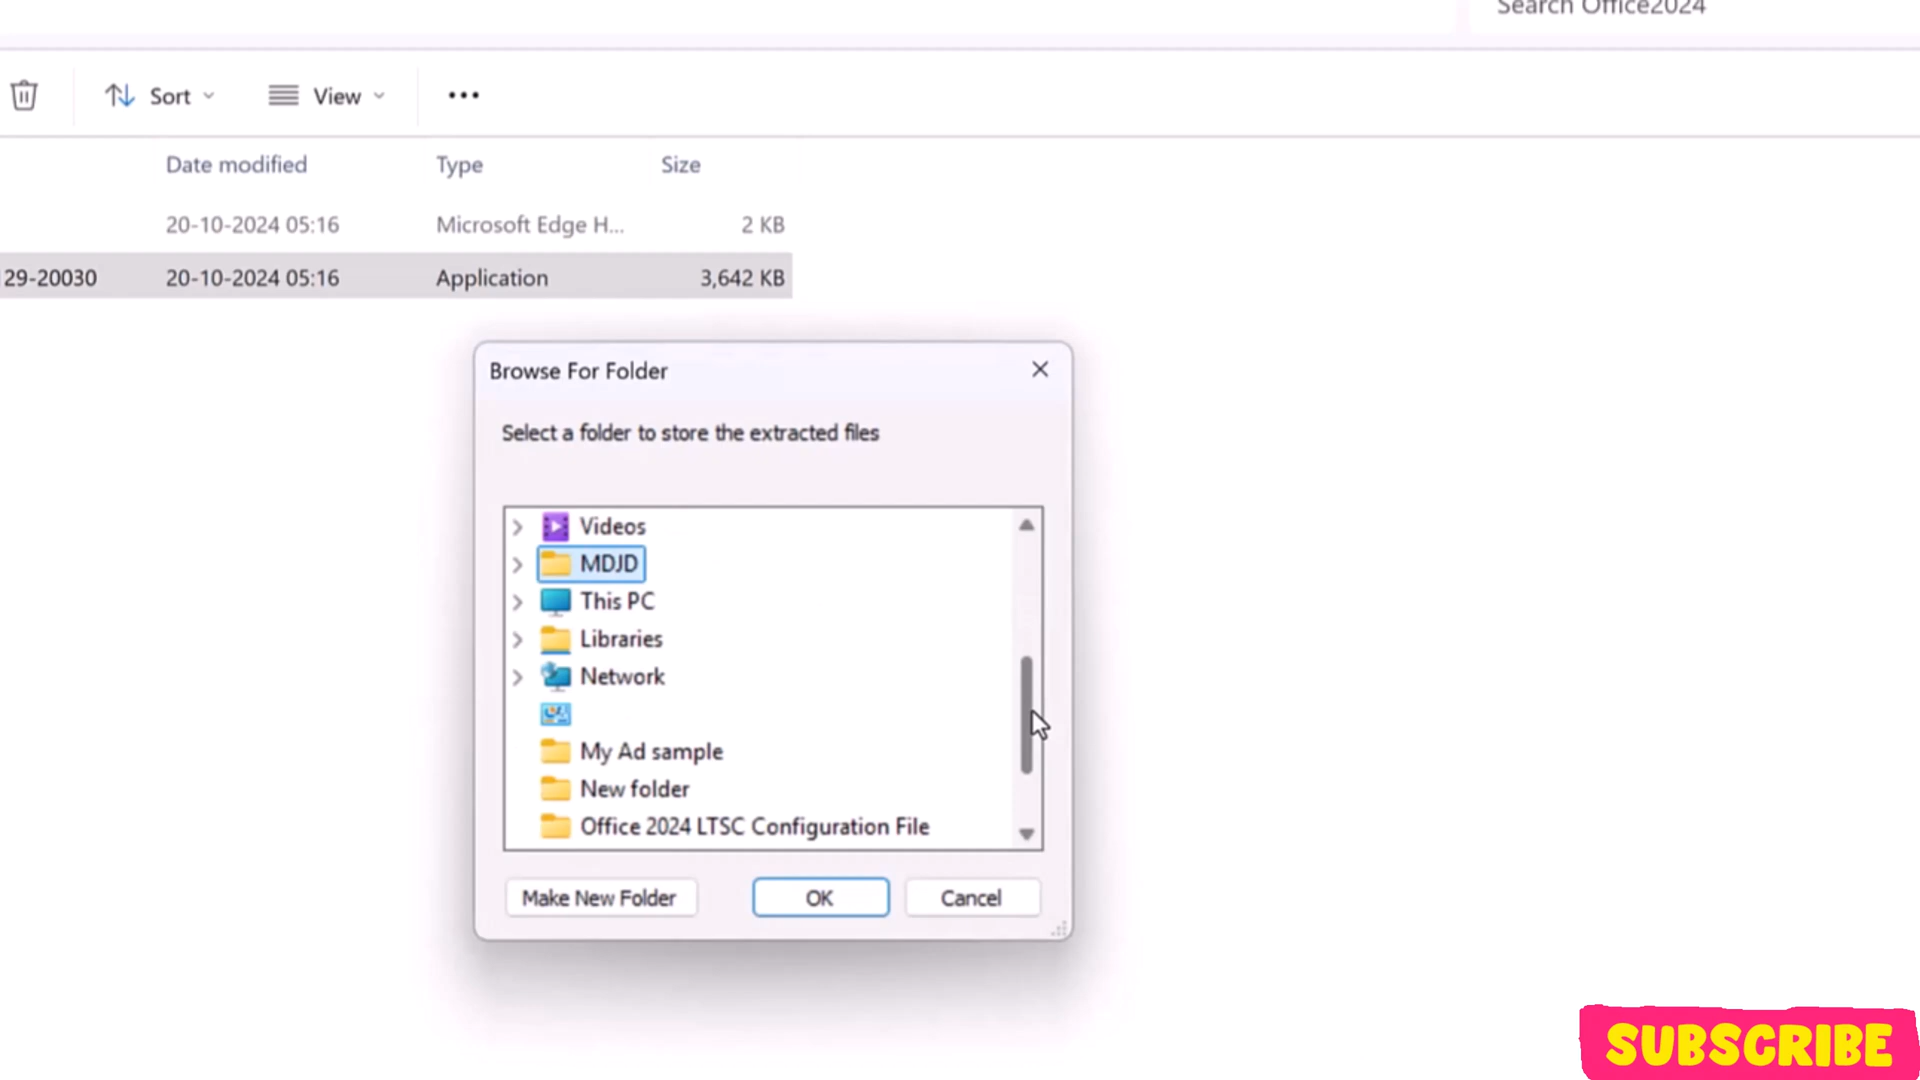 Search Office2024
Sort
View
Date modified Type Size
20-10-2024 05:16 Microsoft Edge H... 2 KB
129-20030 20-10-2024 05:16 Application 3,642 KB
Browse For Folder
Select a folder to store the extracted files
Videos
MDJD
This PC
Libraries
Network
My Ad sample
New folder
Office 2024 LTSC Configuration File
Make New Folder OK Cancel
SUBSCRIBE